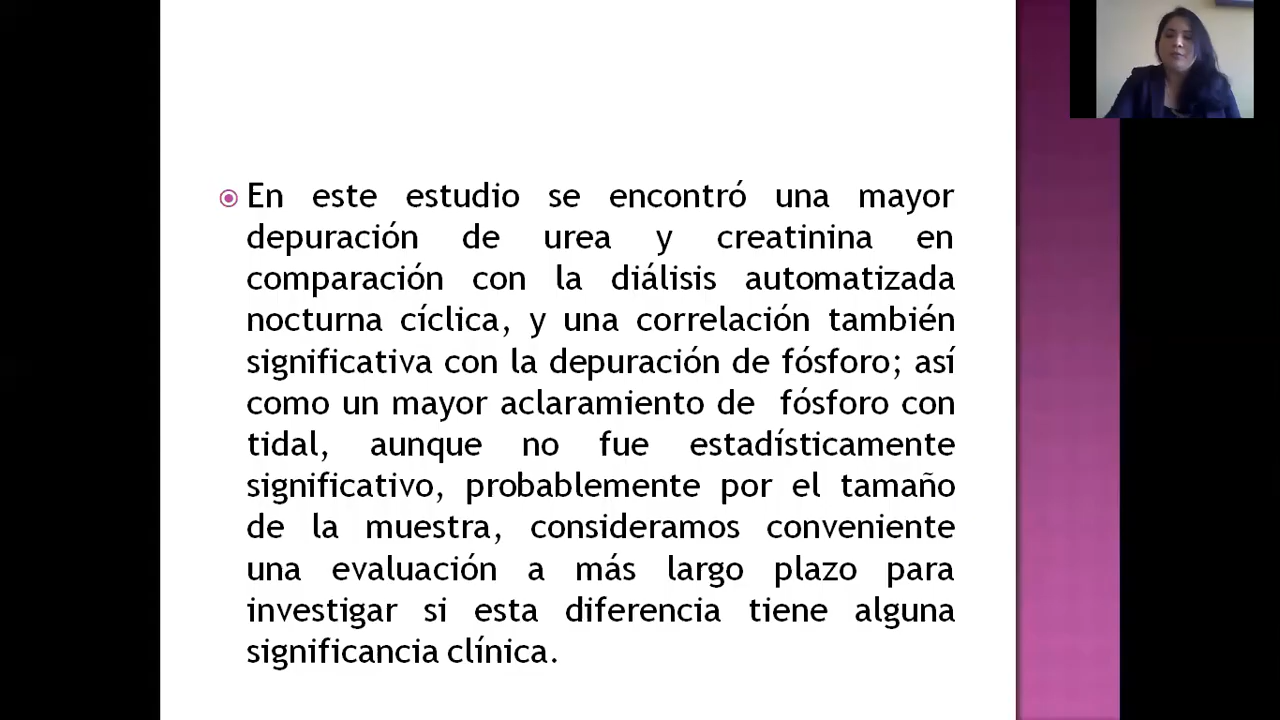 En este estudio se encontró una mayor
depuración de urea y creatinina en
comparación con la diálisis automatizada
nocturna cíclica, y una correlación también
significativa con la depuración de fósforo; así
como un mayor aclaramiento de fósforo con
tidal, aunque no fue estadísticamente
significativo, probablemente por el tamaño
de la muestra, consideramos conveniente
una evaluación a más largo plazo para
investigar si esta diferencia tiene alguna
significancia clínica.